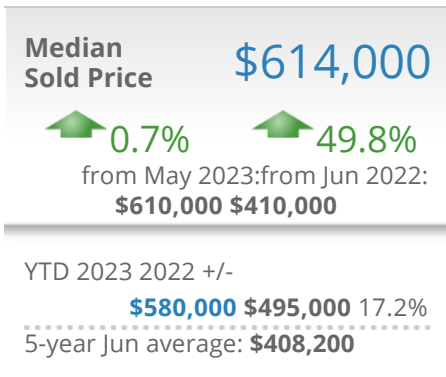 Median
Sold Price
$614,000
0.7% 49.8%
from May 2023:from Jun 2022:
$610,000 $410,000
YTD 2023 2022 +/-
$580,000 $495,000 17.2%
5-year Jun average: $408,200